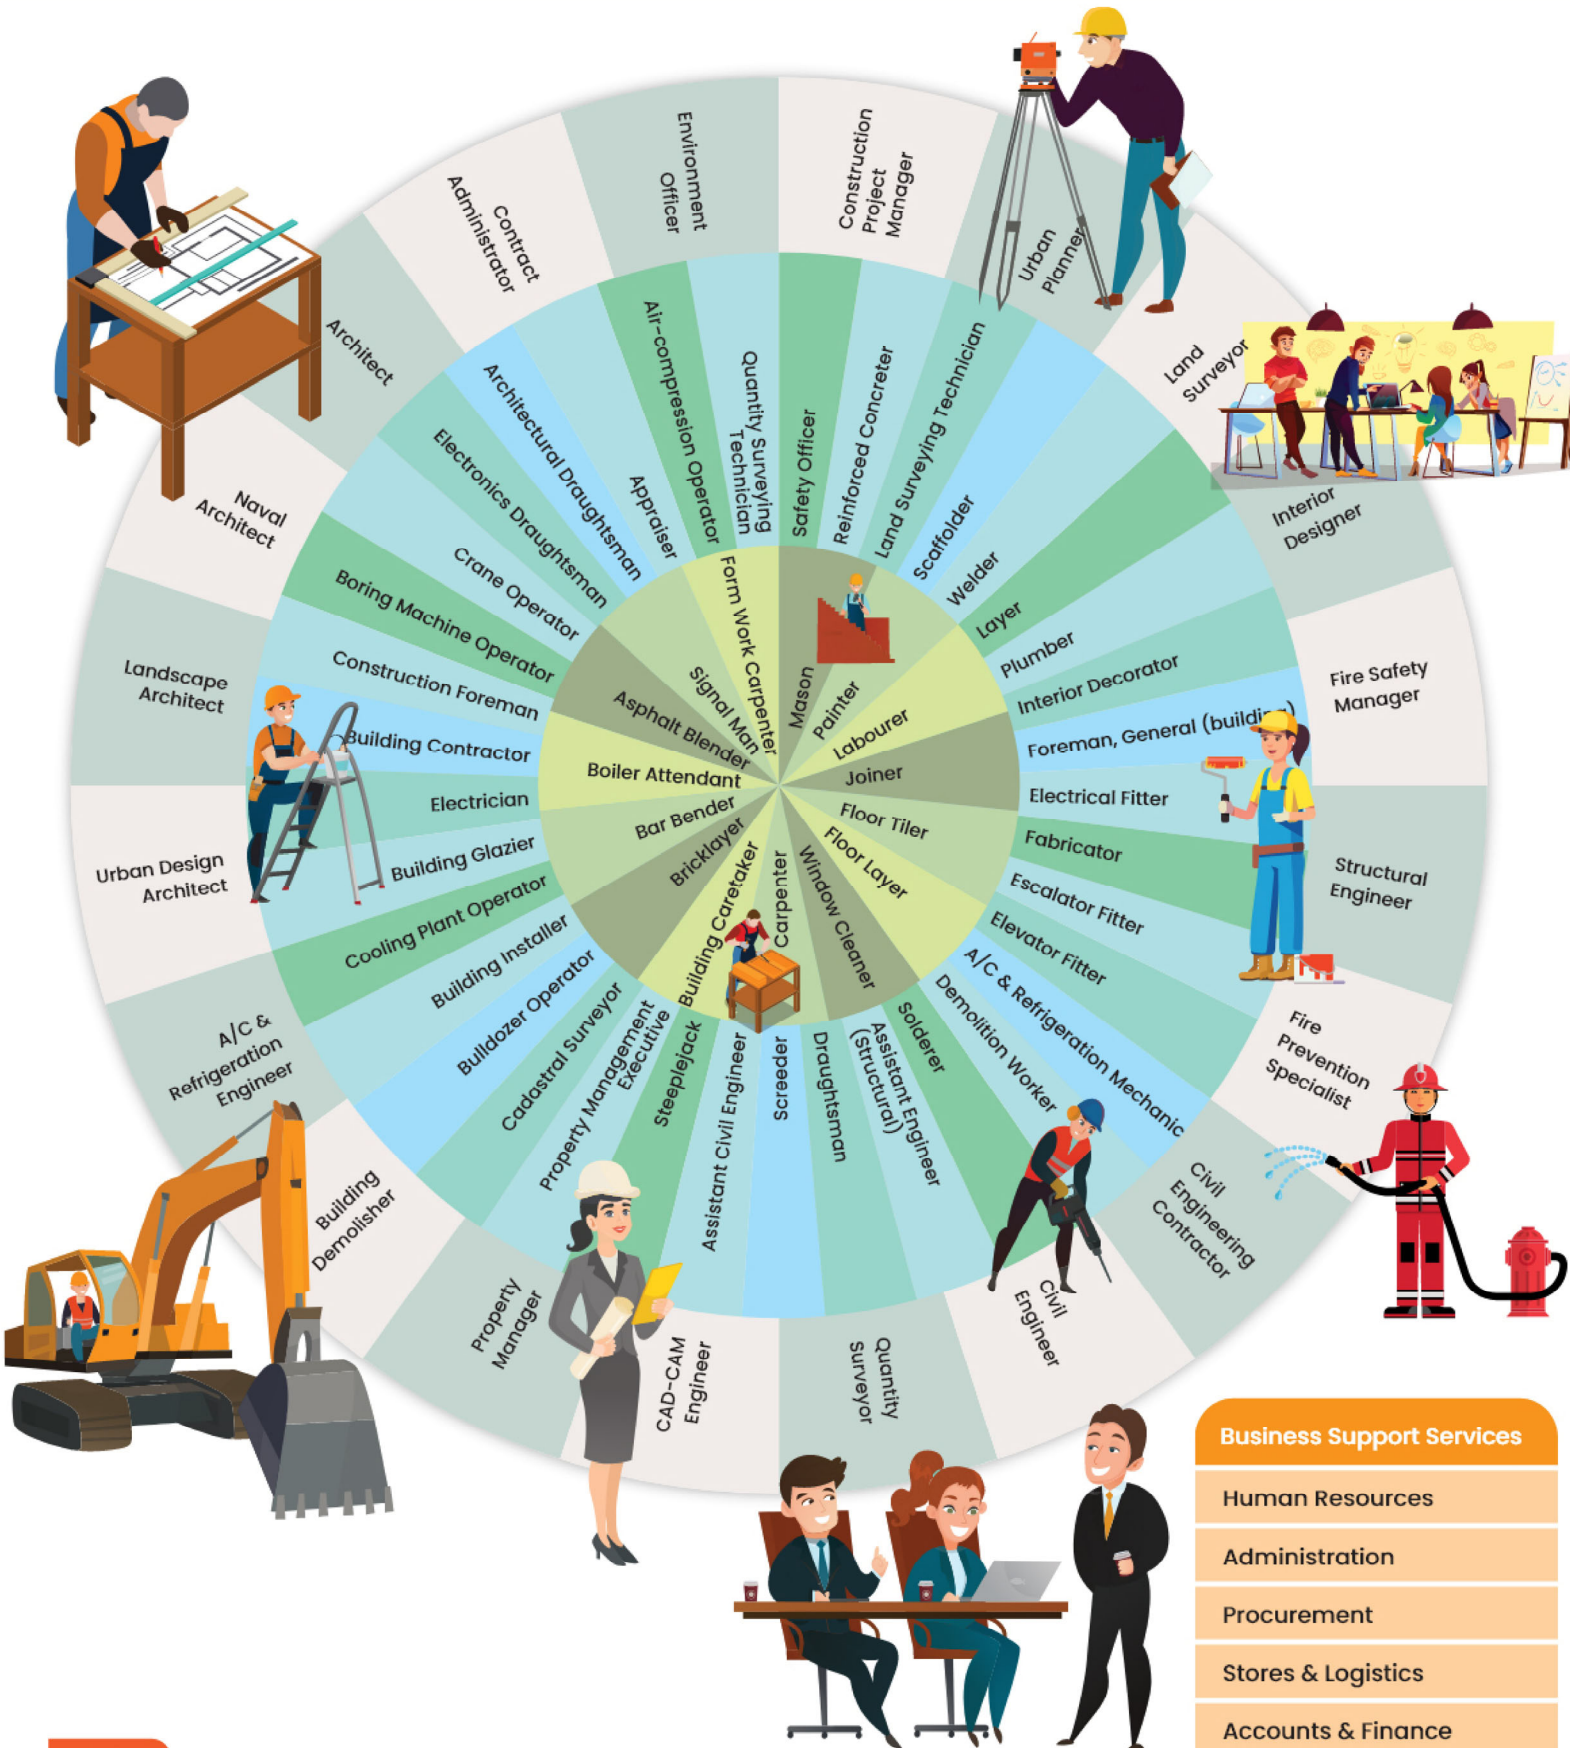 Construction
Project
Manager
Urban
Planner
Land
Surveyor
Interior
Designer
Fire Safety
Manager
Structural
Engineer
Fire
Prevention
Specialist
Civil
Engineering
Contractor
Civil
Engineer
Quantity
Surveyor
CAD-CAM
Engineer
Property
Manager
Building
Demolisher
A/C &
Refrigeration
Engineer
Urban Design
Architect
Landscape
Architect
Naval
Architect
Architect
Contract
Administrator
Environment
Officer
Safety Officer
Reinforced Concreter
Land Surveying Technician
Scaffolder
Welder
Layer
Plumber
Interior Decorator
Foreman, General (building)
Electrical Fitter
Fabricator
Escalator Fitter
Elevator Fitter
A/C & Refrigeration Mechanic
Demolition Worker
Solderer
Assistant Engineer
(Structural)
Draughtsman
Screeder
Assistant Civil Engineer
Steeplejack
Property Management
Executive
Cadastral Surveyor
Bulldozer Operator
Building Installer
Cooling Plant Operator
Building Glazier
Electrician
Building Contractor
Construction Foreman
Boring Machine Operator
Crane Operator
Electronics Draughtsman
Architectural Draughtsman
Appraiser
Air-compression Operator
Quantity Surveying
Technician
Mason
Painter
Labourer
Joiner
Floor Tiler
Floor Layer
Window Cleaner
Carpenter
Building Caretaker
Bricklayer
Bar Bender
Boiler Attendant
Asphalt Blender
Signal Man
Form Work Carpenter
Business Support Services
Human Resources
Administration
Procurement
Stores & Logistics
Accounts & Finance